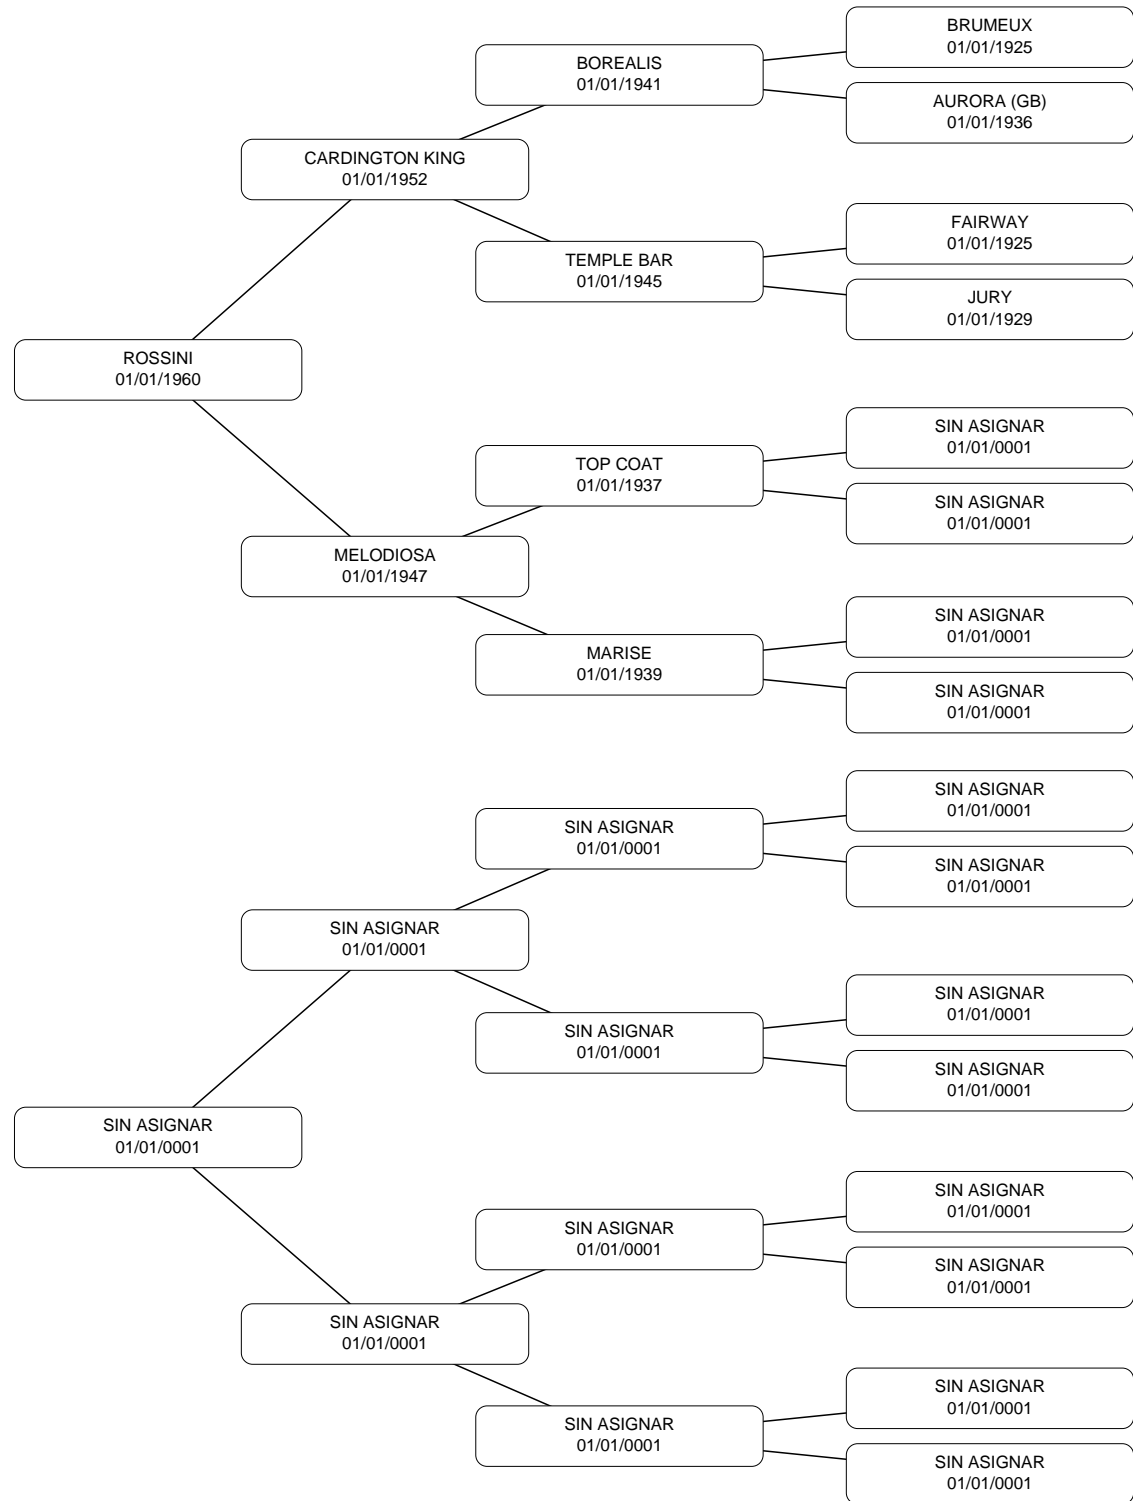 BRUMEUX
01/01/1925
BOREALIS
01/01/1941
AURORA (GB)
01/01/1936
CARDINGTON KING
01/01/1952
FAIRWAY
01/01/1925
TEMPLE BAR
01/01/1945
JURY
01/01/1929
ROSSINI
01/01/1960
SIN ASIGNAR
01/01/0001
TOP COAT
01/01/1937
SIN ASIGNAR
01/01/0001
MELODIOSA
01/01/1947
SIN ASIGNAR
01/01/0001
MARISE
01/01/1939
SIN ASIGNAR
01/01/0001
SIN ASIGNAR
01/01/0001
SIN ASIGNAR
01/01/0001
SIN ASIGNAR
01/01/0001
SIN ASIGNAR
01/01/0001
SIN ASIGNAR
01/01/0001
SIN ASIGNAR
01/01/0001
SIN ASIGNAR
01/01/0001
SIN ASIGNAR
01/01/0001
SIN ASIGNAR
01/01/0001
SIN ASIGNAR
01/01/0001
SIN ASIGNAR
01/01/0001
SIN ASIGNAR
01/01/0001
SIN ASIGNAR
01/01/0001
SIN ASIGNAR
01/01/0001
SIN ASIGNAR
01/01/0001